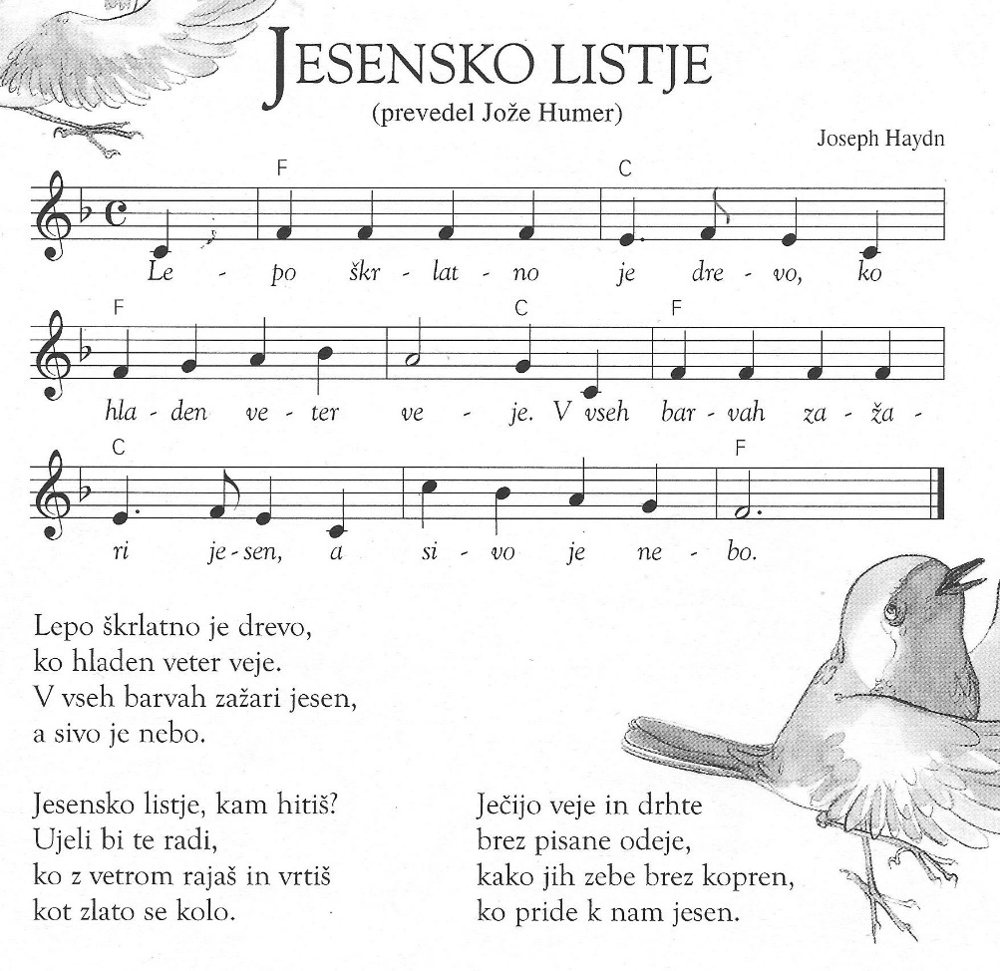 JESENSKO LISTJE
(prevedel Jože Humer)
Joseph Haydn
F C
Le - po škr - lat - no je dre - vo, ko
F C F
hla - den ve - ter ve - je. V vseh bar - vah za - ža -
C F
ri je - sen, a si - vo je ne - bo.
Lepo škrlatno je drevo,
ko hladen veter veje.
V vseh barvah zažari jesen,
a sivo je nebo.
Jesensko listje, kam hitiš?
Ujeli bi te radi,
ko z vetrom rajaš in vrtiš
kot zlato se kolo.
Ječijo veje in drhte
brez pisane odeje,
kako jih zebe brez kopren,
ko pride k nam jesen.